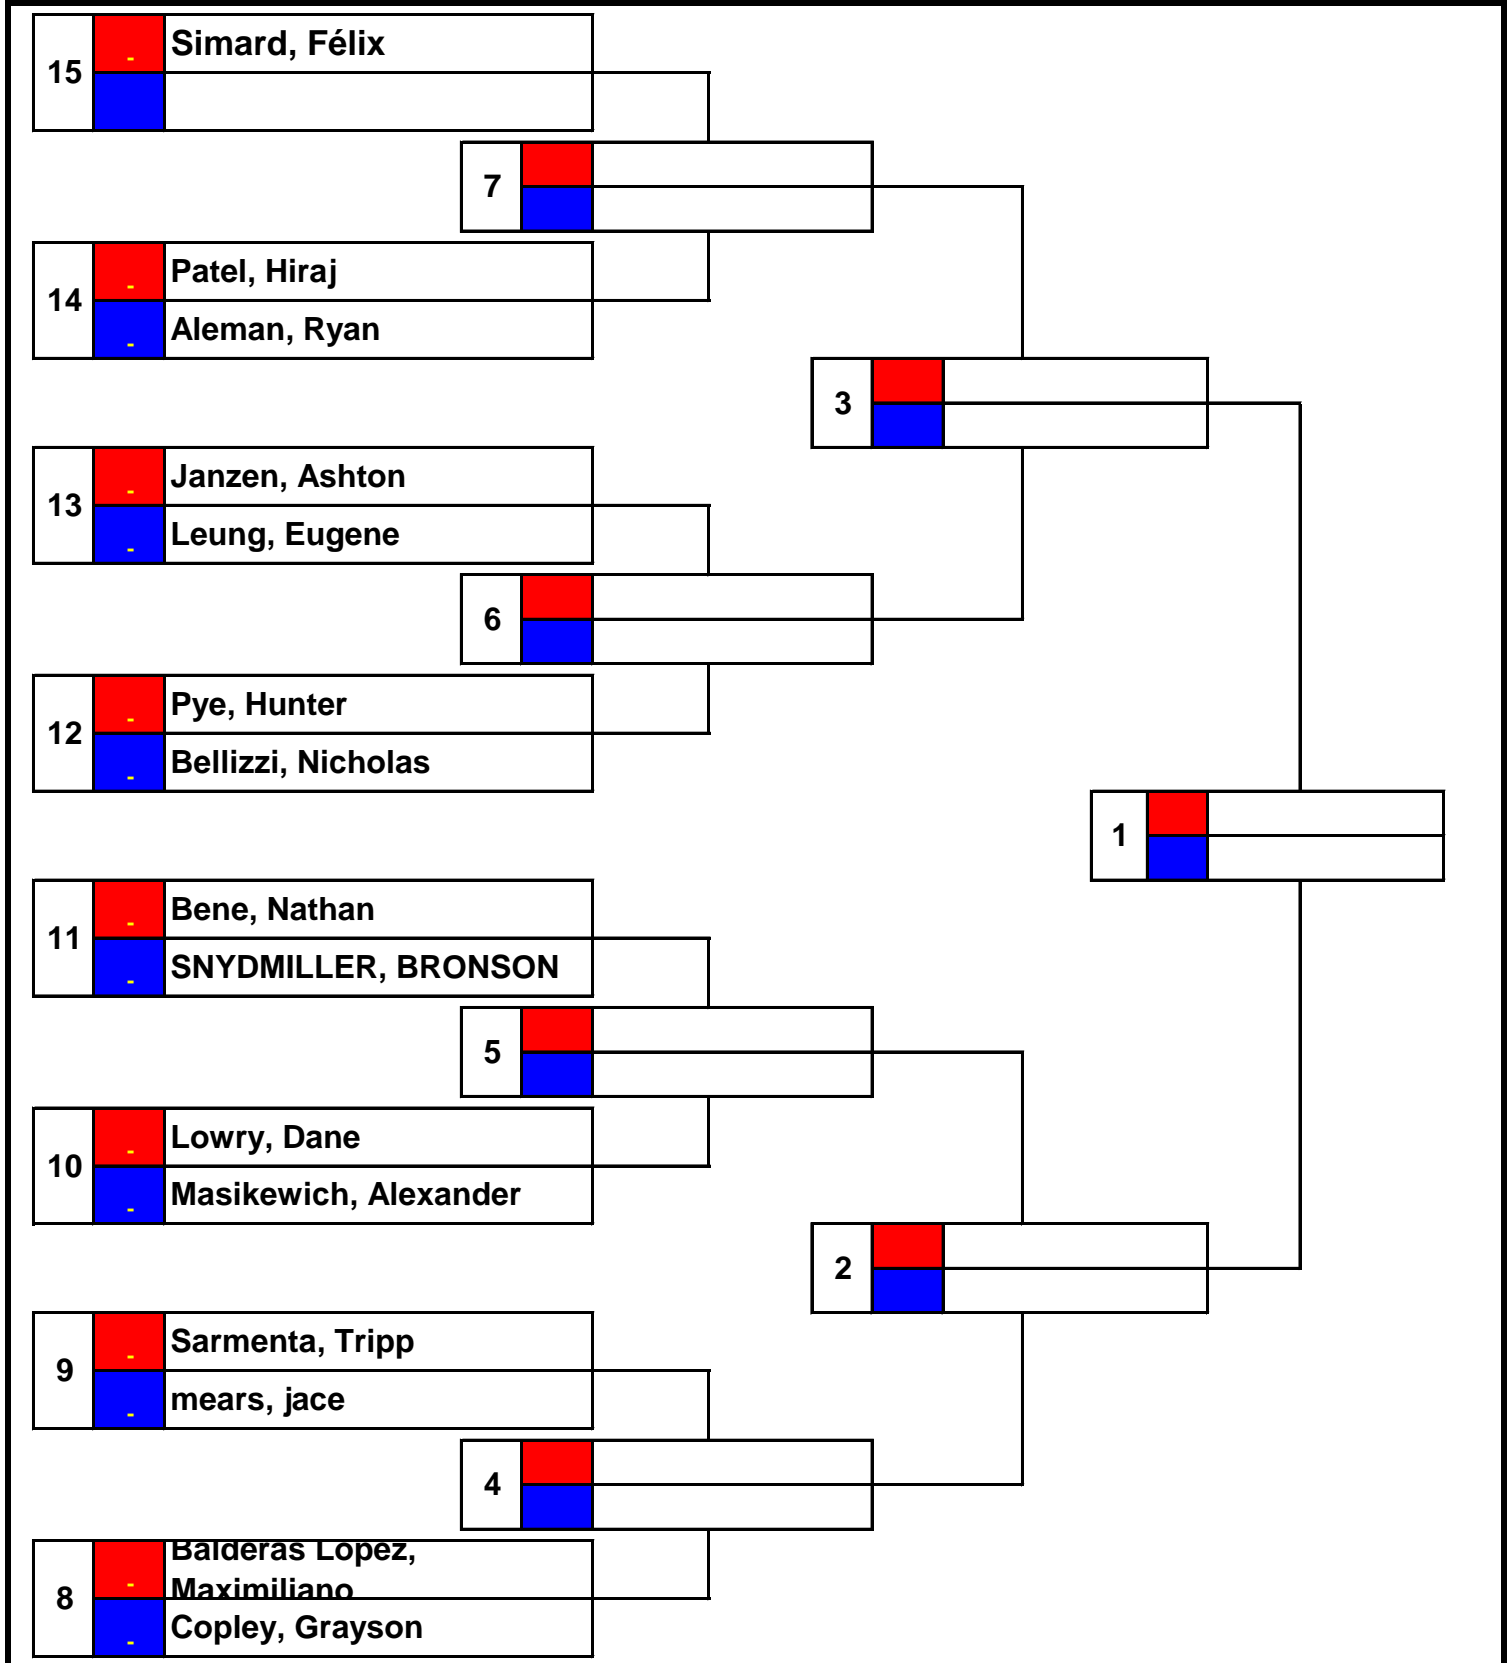 Simard, Félix
15
-
7
Patel, Hiraj
14
-
Aleman, Ryan
-
3
Janzen, Ashton
13
-
Leung, Eugene
-
6
Pye, Hunter
12
-
Bellizzi, Nicholas
-
1
Bene, Nathan
11
-
SNYDMILLER, BRONSON
-
5
Lowry, Dane
10
-
Masikewich, Alexander
-
2
Sarmenta, Tripp
9
-
mears, jace
-
4
Balderas Lopez,
Maximiliano
8
-
Copley, Grayson
-